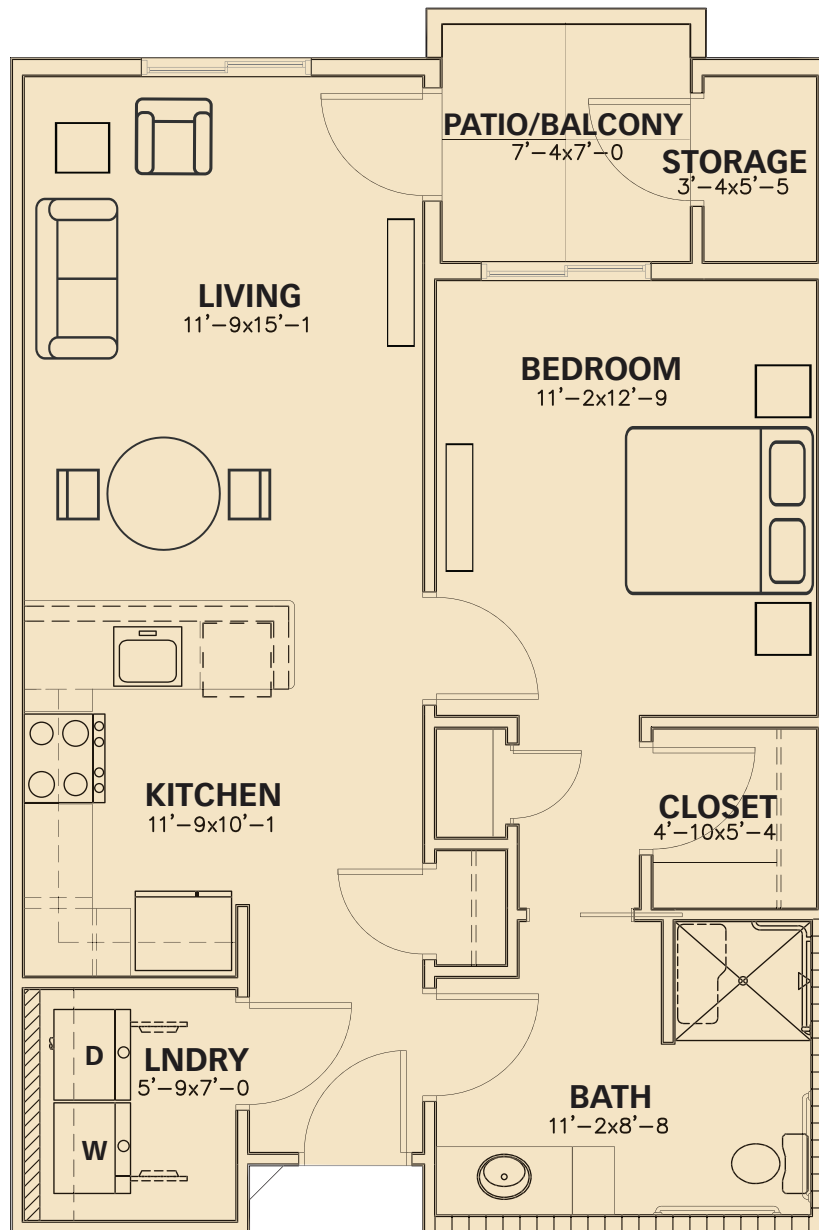 PATIO/BALCONY
7'-4x7'-0
STORAGE
3'-4x5'-5
LIVING
11'-9x15'-1
BEDROOM
11'-2x12'-9
KITCHEN
11'-9x10'-1
CLOSET
4'-10x5'-4
D
LNDRY
5'-9x7'-0
W
BATH
11'-2x8'-8